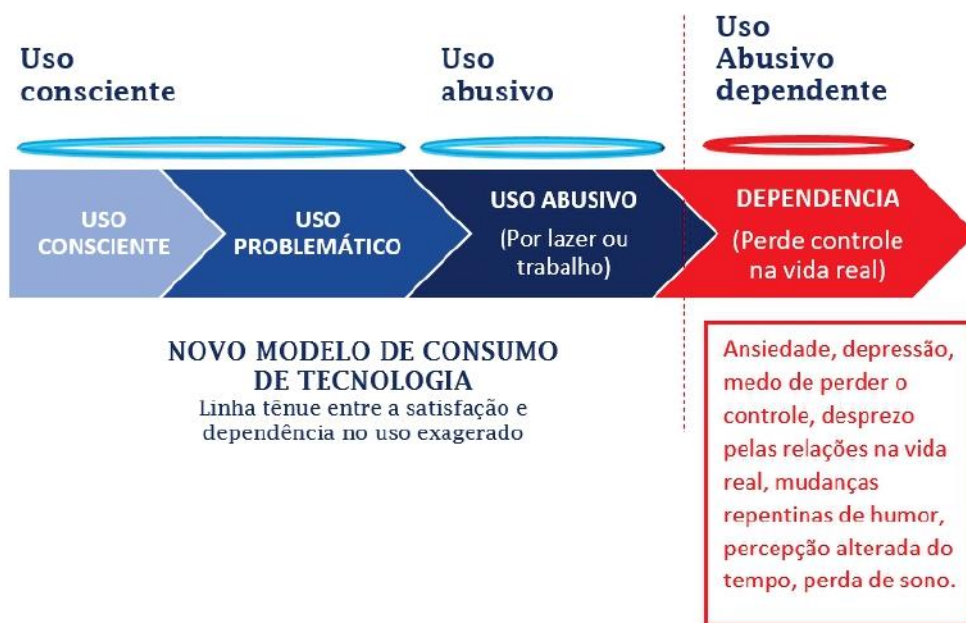 Uso
consciente
Uso
abusivo
Uso
Abusivo
dependente
USO
CONSCIENTE
USO
PROBLEMÁTICO
USO ABUSIVO
(Por lazer ou
trabalho)
DEPENDENCIA
(Perde controle
na vida real)
NOVO MODELO DE CONSUMO
DE TECNOLOGIA
Linha tênue entre a satisfação e
dependência no uso exagerado
Ansiedade, depressão,
medo de perder o
controle, desprezo
pelas relações na vida
real, mudanças
repentinas de humor,
percepção alterada do
tempo, perda de sono.